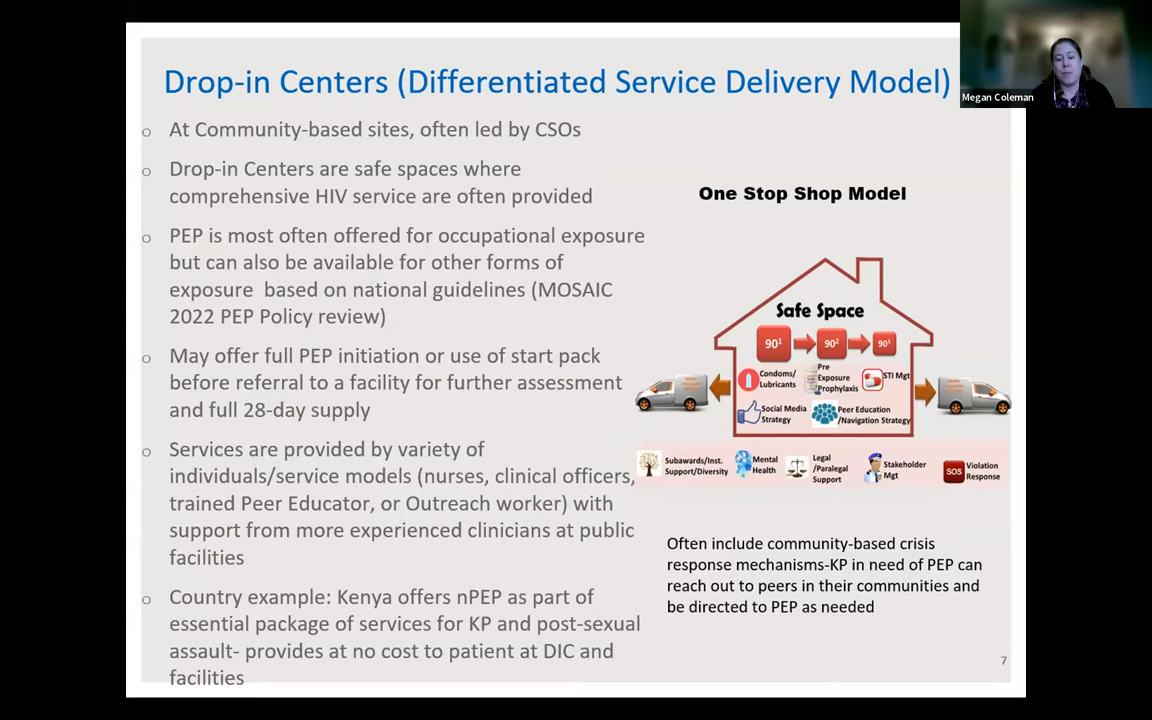 Drop-in Centers (Differentiated Service Delivery Model)
Megan Coleman
o At Community-based sites, often led by CSOs
o Drop-in Centers are safe spaces where
comprehensive HIV service are often provided
o PEP is most often offered for occupational exposure
but can also be available for other forms of
exposure  based on national guidelines (MOSAIC
2022 PEP Policy review)
o May offer full PEP initiation or use of start pack
before referral to a facility for further assessment
and full 28-day supply
o Services are provided by variety of
individuals/service models (nurses, clinical officers,
trained Peer Educator, or Outreach worker) with
support from more experienced clinicians at public
facilities
o Country example: Kenya offers nPEP as part of
essential package of services for KP and post-sexual
assault- provides at no cost to patient at DIC and
facilities
One Stop Shop Model
Safe Space
90¹ 90² 90³
Condoms/
Lubricants
Pre
Exposure
Prophylaxis
STI Mgt
Social Media
Strategy
Peer Education
/Navigation Strategy
Subawards/Inst.
Support/Diversity
Mental
Health
Legal
/Paralegal
Support
Stakeholder
Mgt
SOS
Violation
Response
Often include community-based crisis
response mechanisms-KP in need of PEP can
reach out to peers in their communities and
be directed to PEP as needed
7